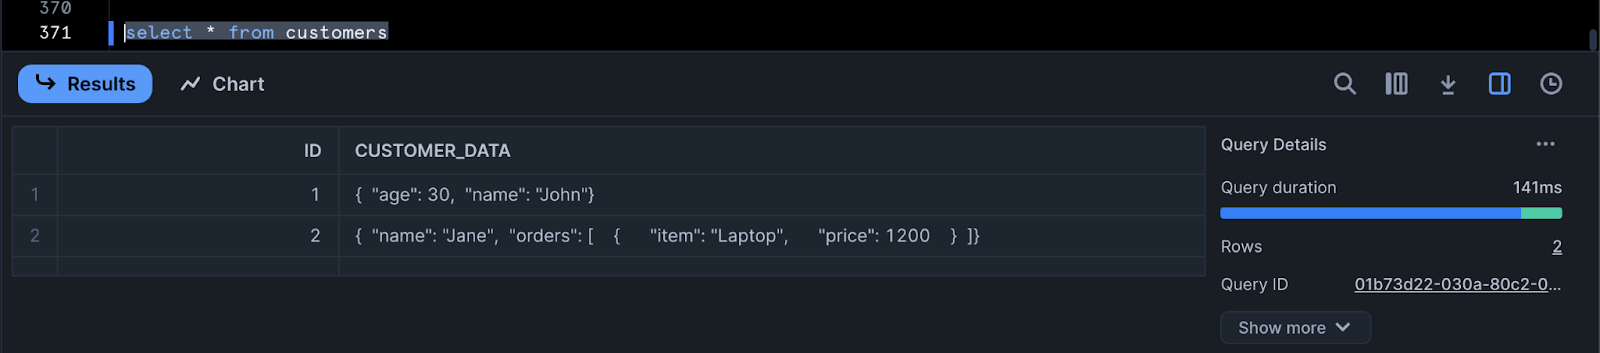 370
371 select * from customers
Results Chart
ID CUSTOMER_DATA
1 1 { "age": 30, "name": "John"}
2 2 { "name": "Jane", "orders": [ { "item": "Laptop", "price": 1200 } ]}
Query Details ...
Query duration 141ms
Rows 2
Query ID 01b73d22-030a-80c2-0...
Show more